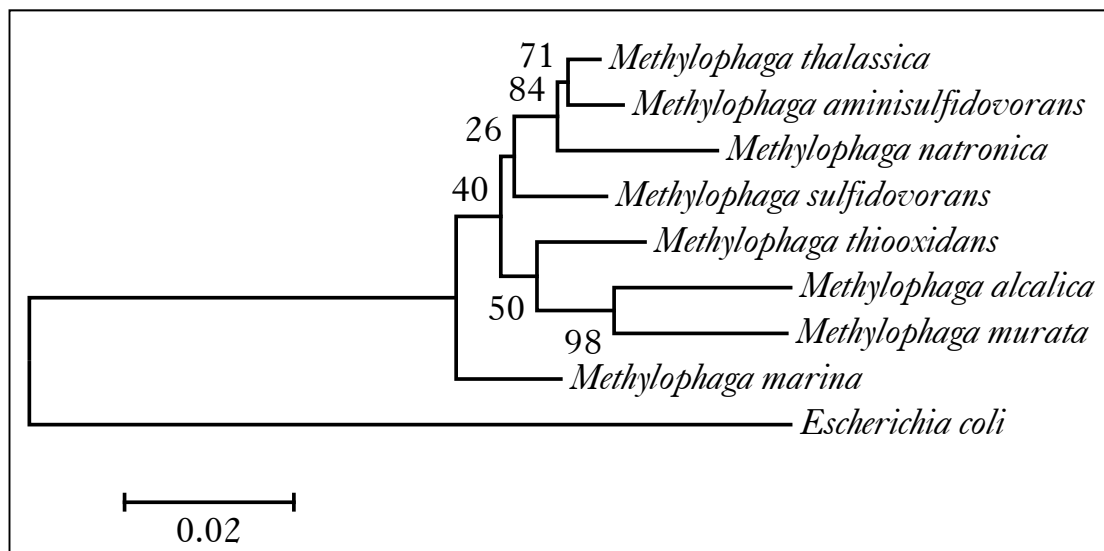 71
Methylophaga thalassica
84
Methylophaga aminisulfidovorans
26
Methylophaga natronica
40
Methylophaga sulfidovorans
Methylophaga thiooxidans
Methylophaga alcalica
50
Methylophaga murata
98
Methylophaga marina
Escherichia coli
0.02